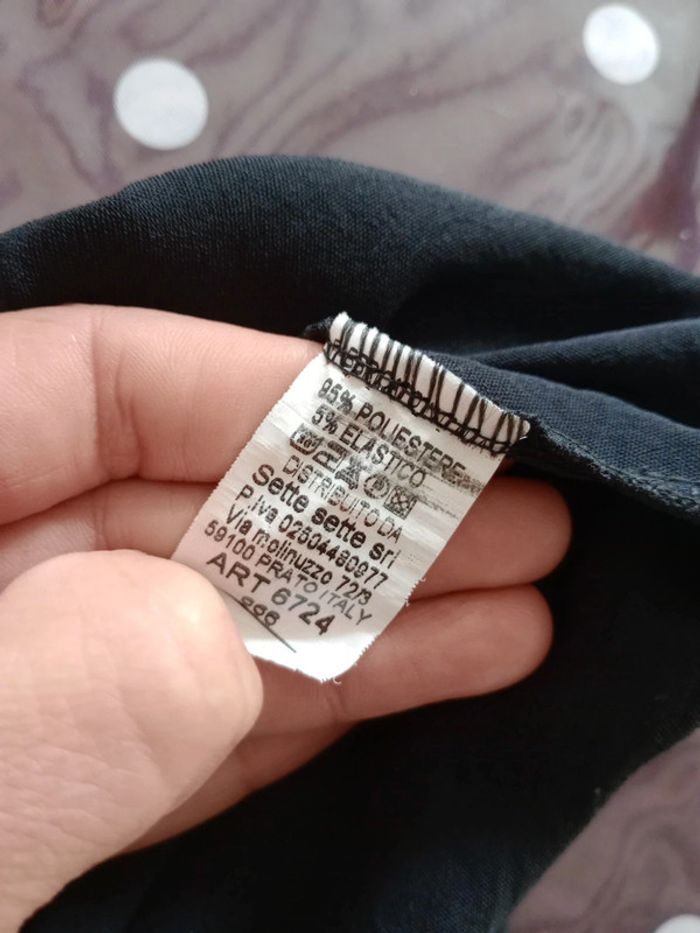 95% POLIESTERE
5% ELASTICO
DISTRIBUITO DA
Sette sette srl
P.iva 02504480977
Via molinuzzo 72/3
59100 PRATO ITALY
ART 6724